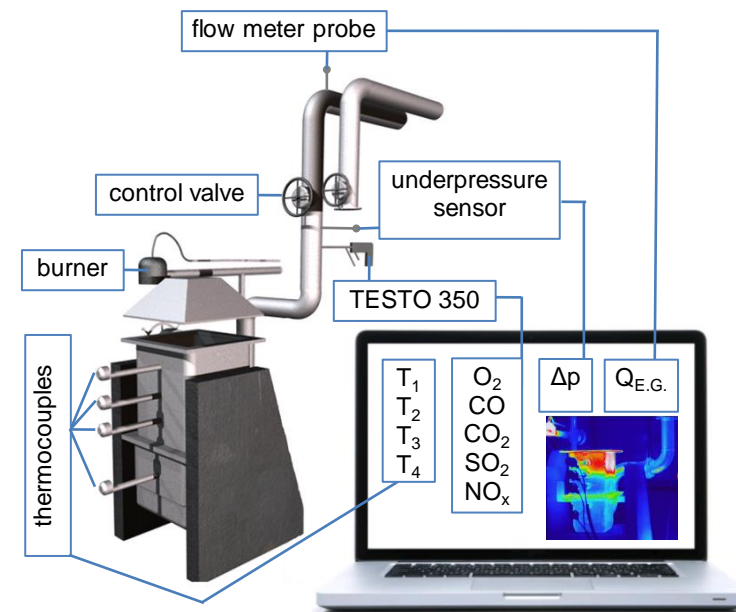 flow meter probe
control valve
underpressure
sensor
burner
TESTO 350
thermocouples
T₁
T₂
T₃
T₄
O₂
CO
CO₂
SO₂
NOₓ
Δp
Q_E.G.